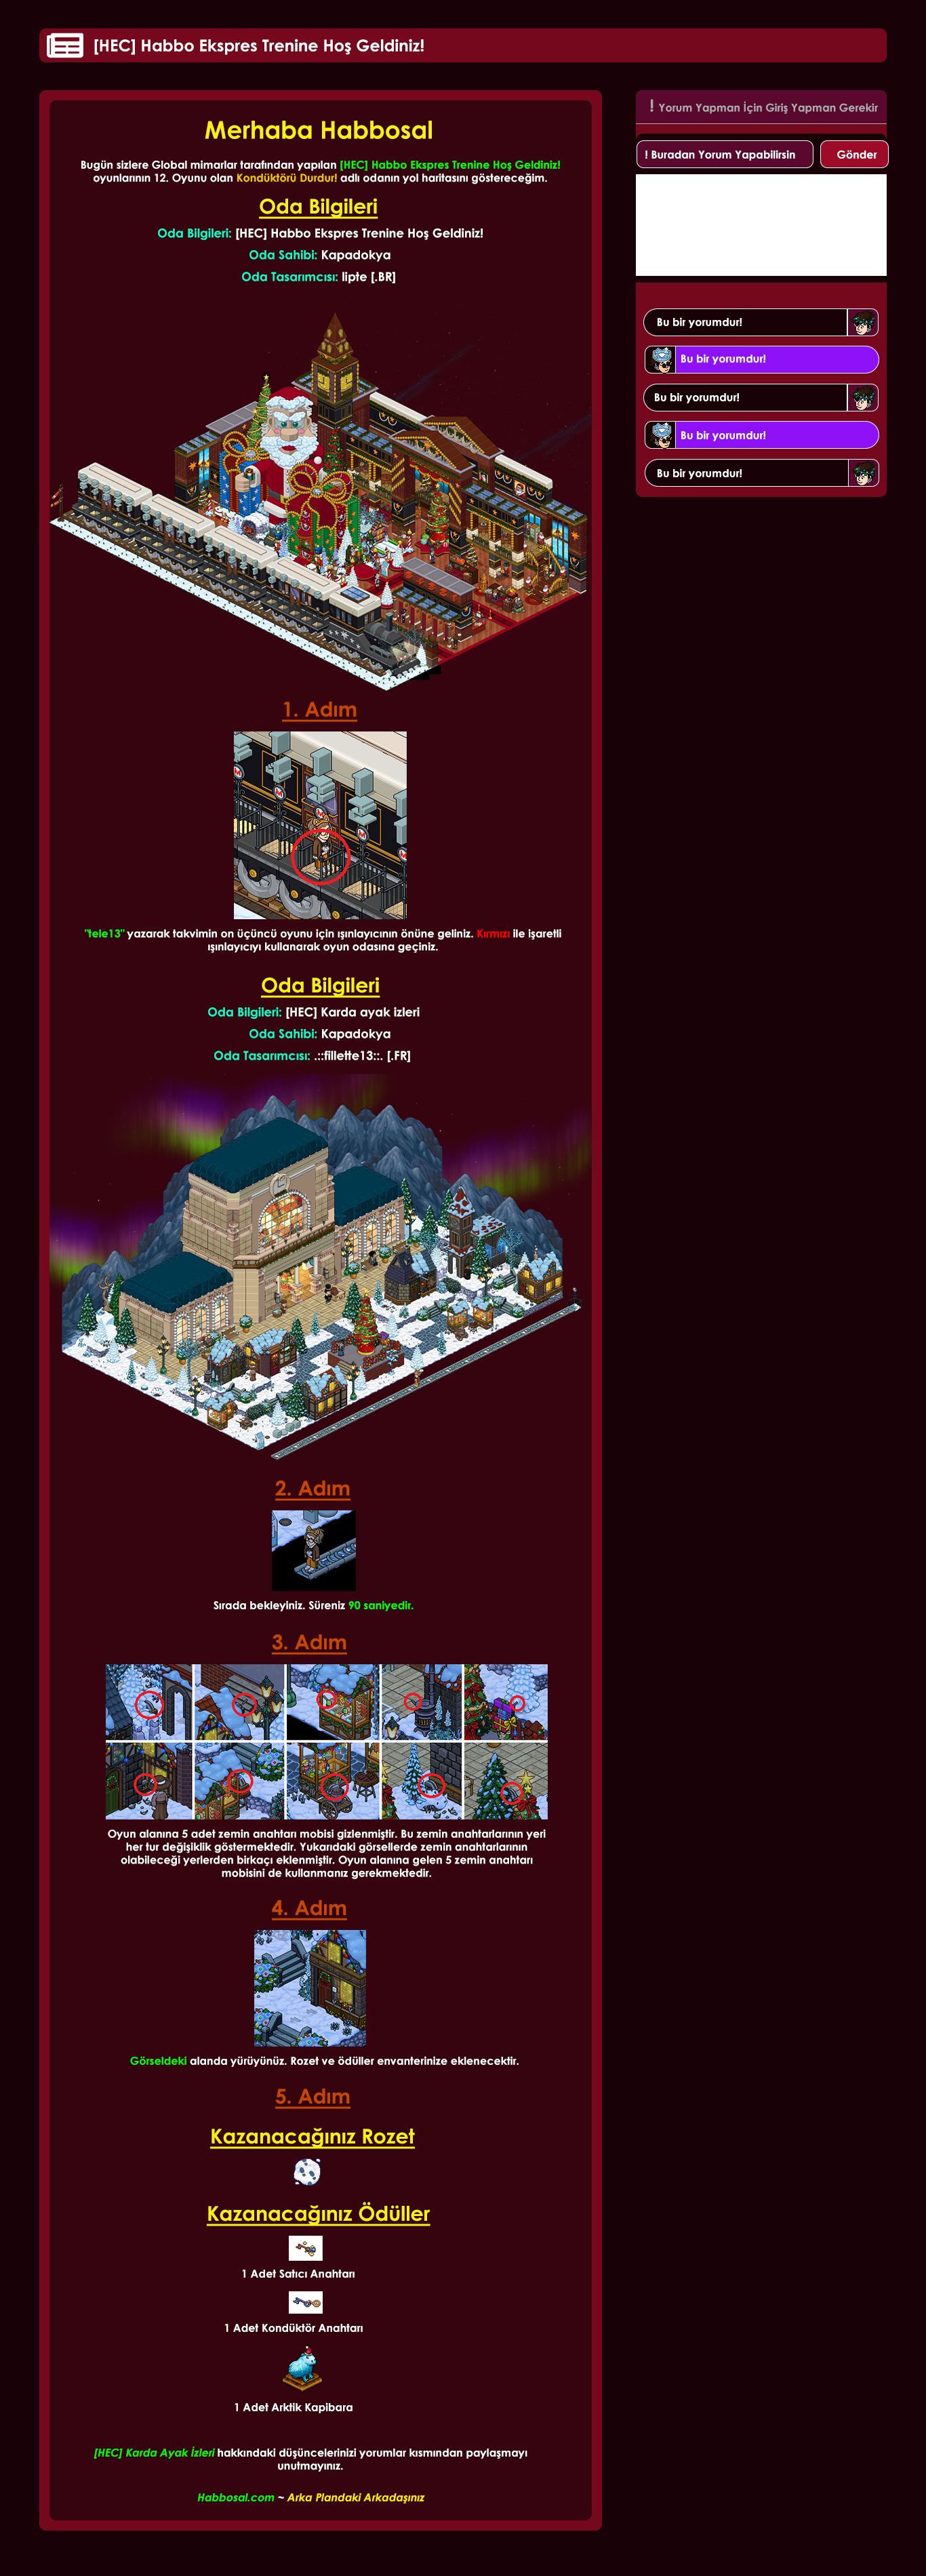 [HEC] Habbo Ekspres Trenine Hoş Geldiniz!
Merhaba Habbosal
Bugün sizlere Global mimarlar tarafından yapılan [HEC] Habbo Ekspres Trenine Hoş Geldiniz!
oyunlarının 12. Oyunu olan Kondüktörü Durdur! adlı odanın yol haritasını göstereceğim.
Oda Bilgileri
Oda Bilgileri: [HEC] Habbo Ekspres Trenine Hoş Geldiniz!
Oda Sahibi: Kapadokya
Oda Tasarımcısı: lipte [.BR]
1. Adım
"tele13" yazarak takvimin on üçüncü oyunu için ışınlayıcının önüne geliniz. Kırmızı ile işaretli
ışınlayıcıyı kullanarak oyun odasına geçiniz.
Oda Bilgileri
Oda Bilgileri: [HEC] Karda ayak izleri
Oda Sahibi: Kapadokya
Oda Tasarımcısı: .::fillette13::. [.FR]
2. Adım
Sırada bekleyiniz. Süreniz 90 saniyedir.
3. Adım
Oyun alanına 5 adet zemin anahtarı mobisi gizlenmiştir. Bu zemin anahtarlarının yeri
her tur değişiklik göstermektedir. Yukarıdaki görsellerde zemin anahtarlarının
olabileceği yerlerden birkaçı eklenmiştir. Oyun alanına gelen 5 zemin anahtarı
mobisini de kullanmanız gerekmektedir.
4. Adım
Görseldeki alanda yürüyünüz. Rozet ve ödüller envanterinize eklenecektir.
5. Adım
Kazanacağınız Rozet
Kazanacağınız Ödüller
1 Adet Satıcı Anahtarı
1 Adet Kondüktör Anahtarı
1 Adet Arktik Kapibara
[HEC] Karda Ayak İzleri hakkındaki düşüncelerinizi yorumlar kısmından paylaşmayı
unutmayınız.
Habbosal.com ~ Arka Plandaki Arkadaşınız
! Yorum Yapman İçin Giriş Yapman Gerekir
! Buradan Yorum Yapabilirsin
Gönder
Bu bir yorumdur!
Bu bir yorumdur!
Bu bir yorumdur!
Bu bir yorumdur!
Bu bir yorumdur!